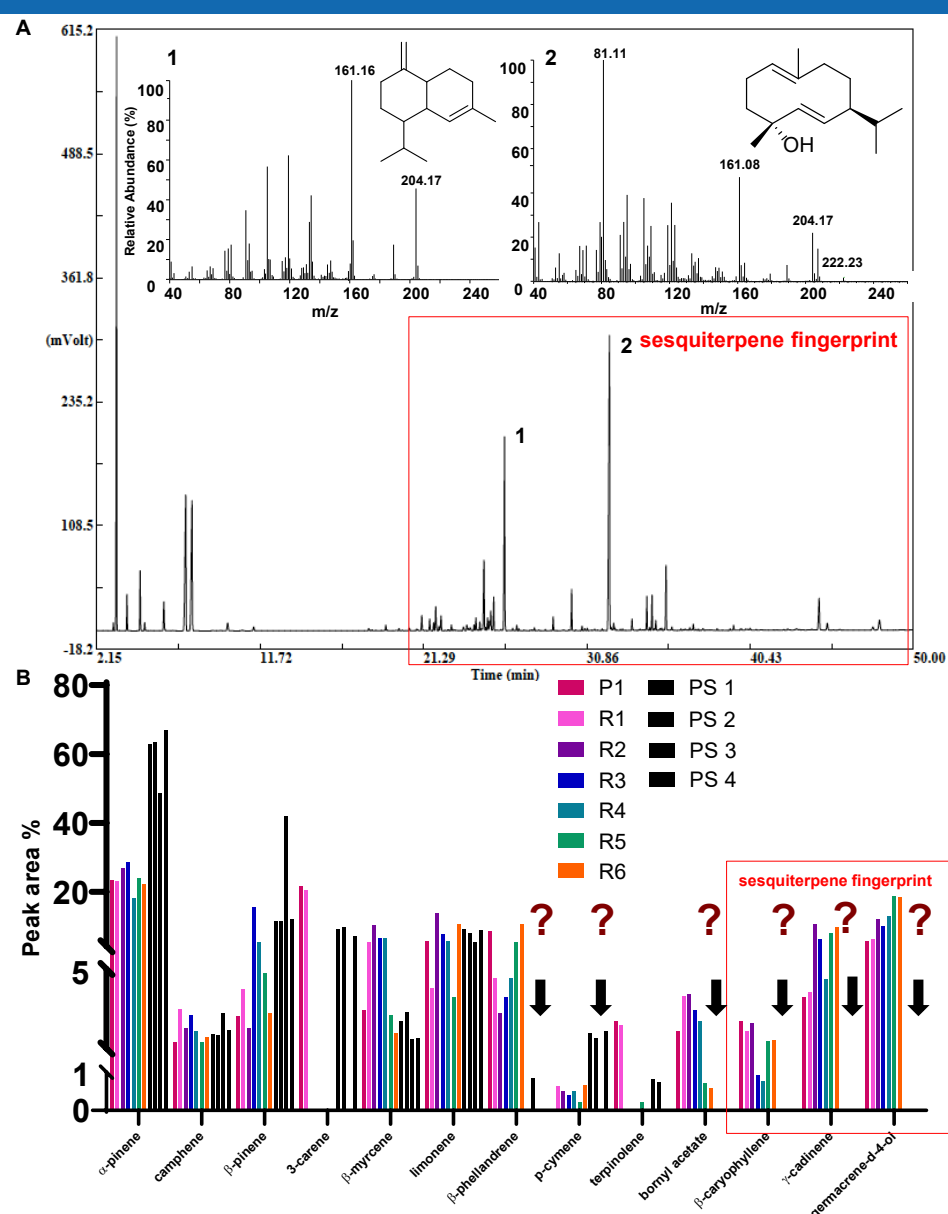 A
615.2
488.5
361.8
(mVolt)
235.2
108.5
-18.2
1
Relative Abundance (%)
100
80
60
40
20
0
161.16
204.17
40 80 120 160 200 240
m/z
2
100
80
60
40
20
0
81.11
161.08
204.17
222.23
OH
40 80 120 160 200 240
m/z
sesquiterpene fingerprint
1
2
2.15 11.72 21.29 30.86 40.43 50.00
Time (min)
B
Peak area %
80
60
40
20
5
1
0
P1 PS 1
R1 PS 2
R2 PS 3
R3 PS 4
R4
R5
R6
sesquiterpene fingerprint
? ? ? ? ? ?
α-pinene
camphene
β-pinene
3-carene
β-myrcene
limonene
β-phellandrene
p-cymene
terpinolene
bornyl acetate
β-caryophyllene
γ-cadinene
germacrene-d-4-ol